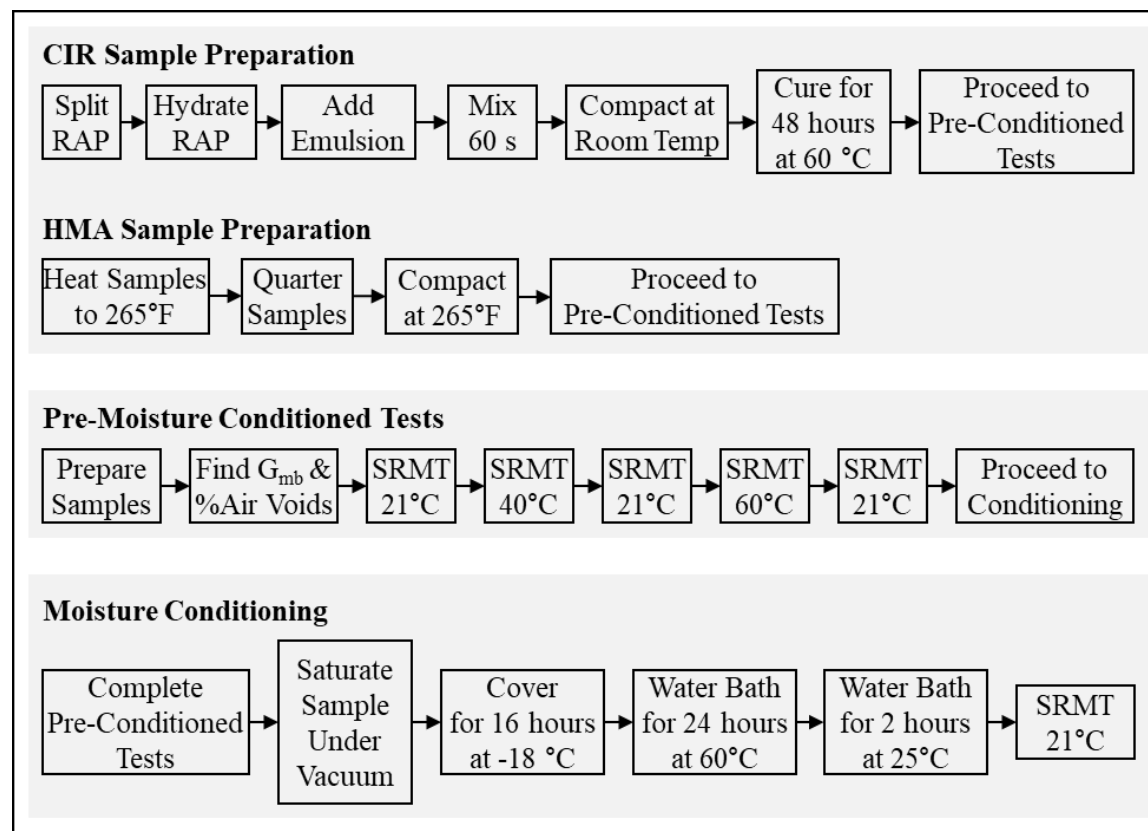 CIR Sample Preparation
Split
RAP
Hydrate
RAP
Add
Emulsion
Mix
60 s
Compact at
Room Temp
Cure for
48 hours
at 60 °C
Proceed to
Pre-Conditioned
Tests
HMA Sample Preparation
Heat Samples
to 265°F
Quarter
Samples
Compact
at 265°F
Proceed to
Pre-Conditioned Tests
Pre-Moisture Conditioned Tests
Prepare
Samples
Find Gmb &
%Air Voids
SRMT
21°C
SRMT
40°C
SRMT
21°C
SRMT
60°C
SRMT
21°C
Proceed to
Conditioning
Moisture Conditioning
Complete
Pre-Conditioned
Tests
Saturate
Sample
Under
Vacuum
Cover
for 16 hours
at -18 °C
Water Bath
for 24 hours
at 60°C
Water Bath
for 2 hours
at 25°C
SRMT
21°C